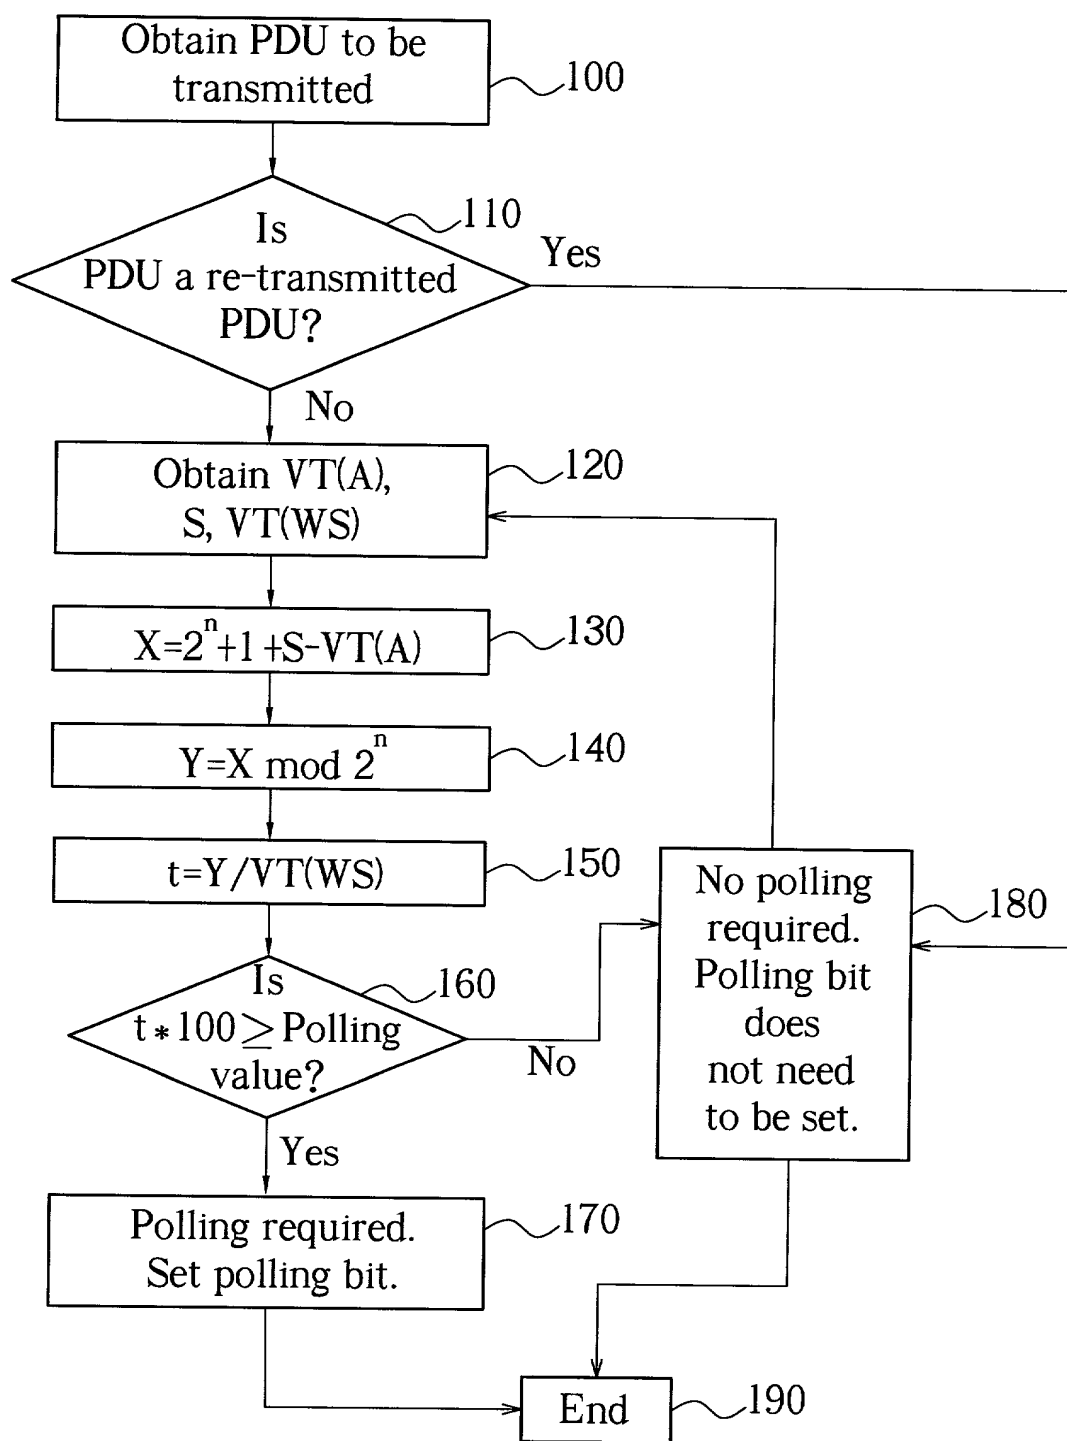 Obtain PDU to be
transmitted
100
110
Is
PDU a re-transmitted
PDU?
Yes
No
Obtain VT(A),
S, VT(WS)
120
X=2^n+1+S-VT(A)
130
Y=X mod 2^n
140
t=Y/VT(WS)
150
Is
t*100≥Polling
value?
160
No
Yes
No polling
required.
Polling bit
does
not need
to be set.
180
Polling required.
Set polling bit.
170
End
190